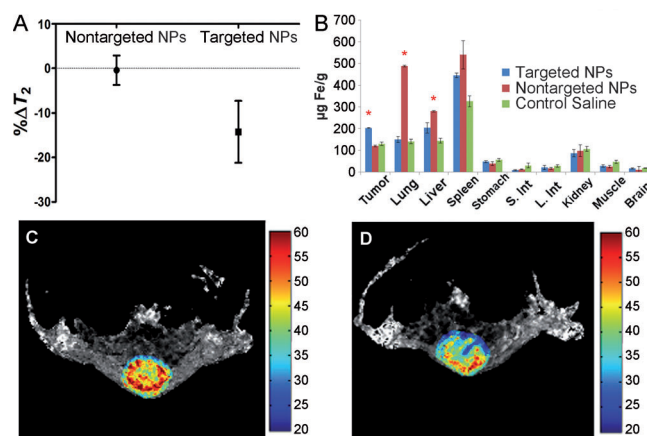 A
10
Nontargeted NPs Targeted NPs
0
-10
-20
-30
%ΔT2
B
700
600
500
400
300
200
100
0
µg Fe/g
*
*
*
Targeted NPs
Nontargeted NPs
Control Saline
Tumor
Lung
Liver
Spleen
Stomach
S. Int
L. Int
Kidney
Muscle
Brain
C
60
55
50
45
40
35
30
25
20
D
60
55
50
45
40
35
30
25
20